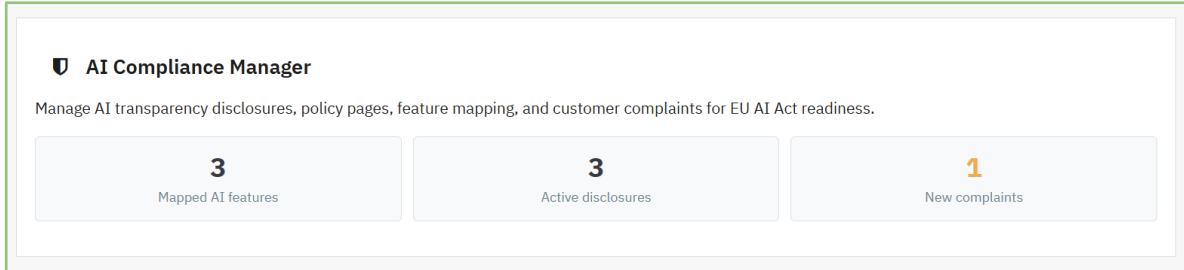 AI Compliance Manager
Manage AI transparency disclosures, policy pages, feature mapping, and customer complaints for EU AI Act readiness.
3
Mapped AI features
3
Active disclosures
1
New complaints